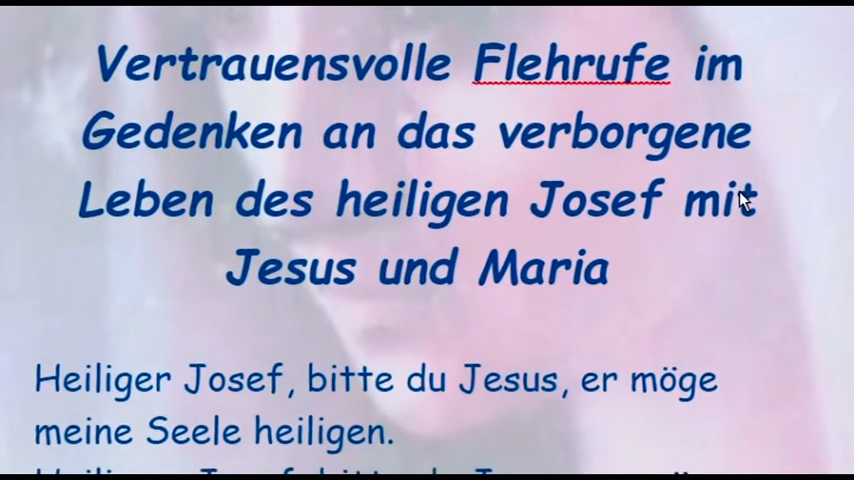 Vertrauensvolle Flehrufe im
Gedenken an das verborgene
Leben des heiligen Josef mit
Jesus und Maria
Heiliger Josef, bitte du Jesus, er möge
meine Seele heiligen.